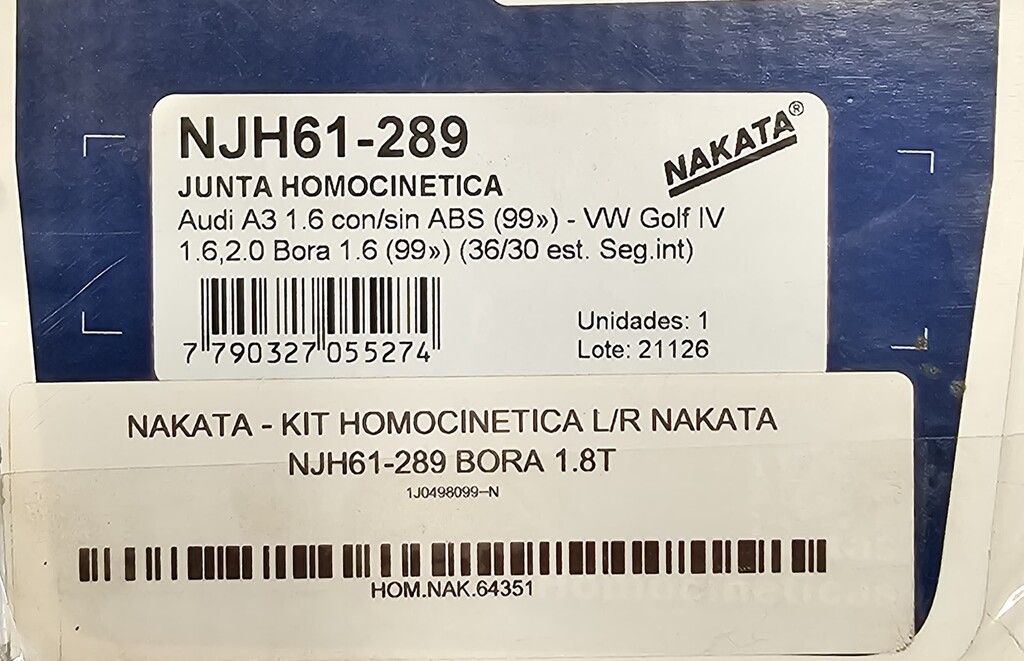 NJH61-289
NAKATA®
JUNTA HOMOCINETICA
Audi A3 1.6 con/sin ABS (99») - VW Golf IV
1.6,2.0 Bora 1.6 (99») (36/30 est. Seg.int)
7 790327 055274
Unidades: 1
Lote: 21126
NAKATA - KIT HOMOCINETICA L/R NAKATA
NJH61-289 BORA 1.8T
1J0498099-N
HOM.NAK.64351